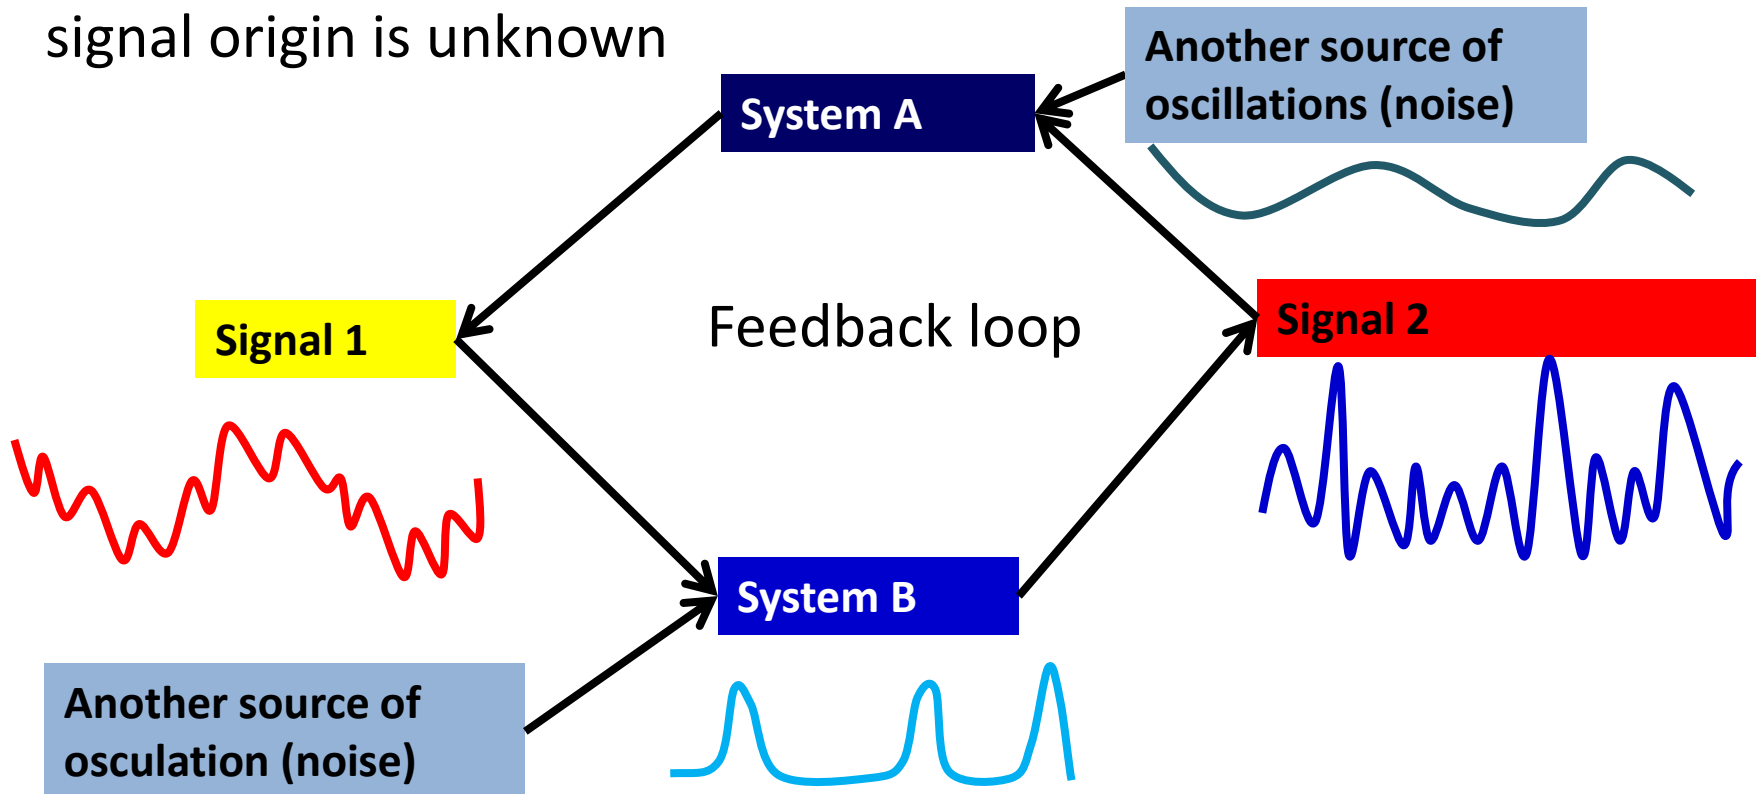 signal origin is unknown
Another source of
oscillations (noise)
System A
Signal 1
Feedback loop
Signal 2
System B
Another source of
osculation (noise)